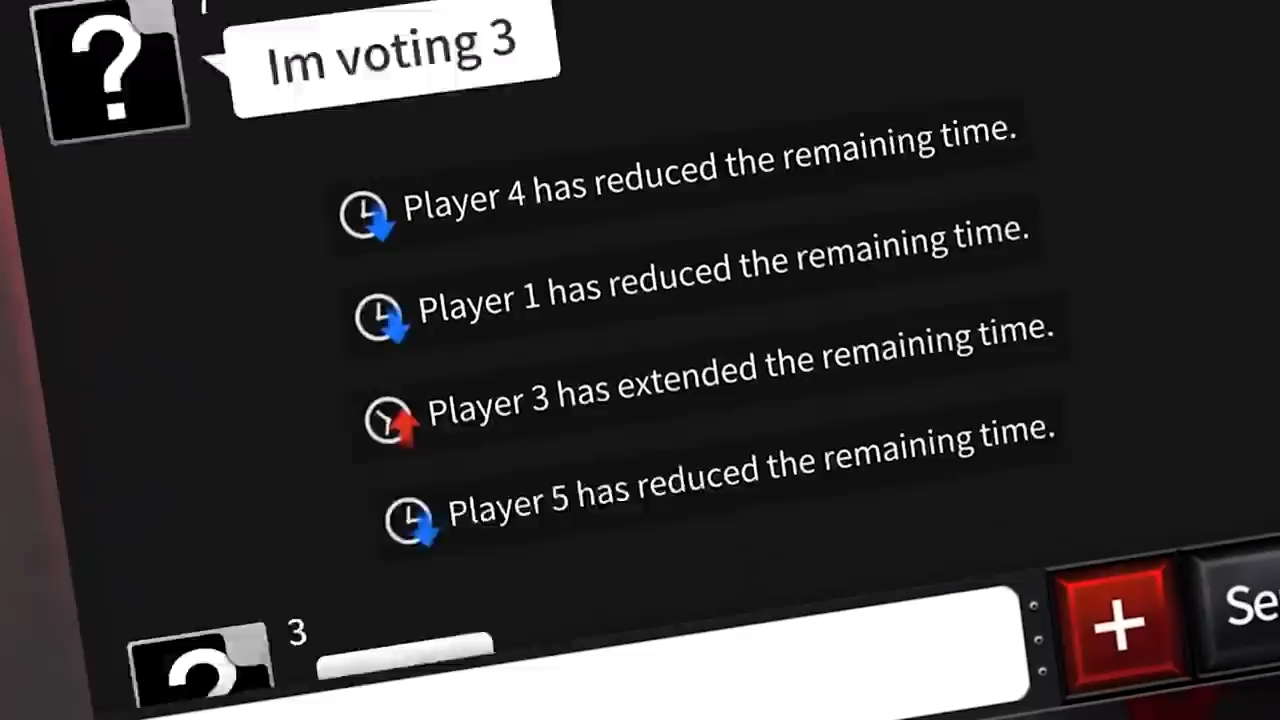 Im voting 3
Player 4 has reduced the remaining time.
Player 1 has reduced the remaining time.
Player 3 has extended the remaining time.
Player 5 has reduced the remaining time.
3